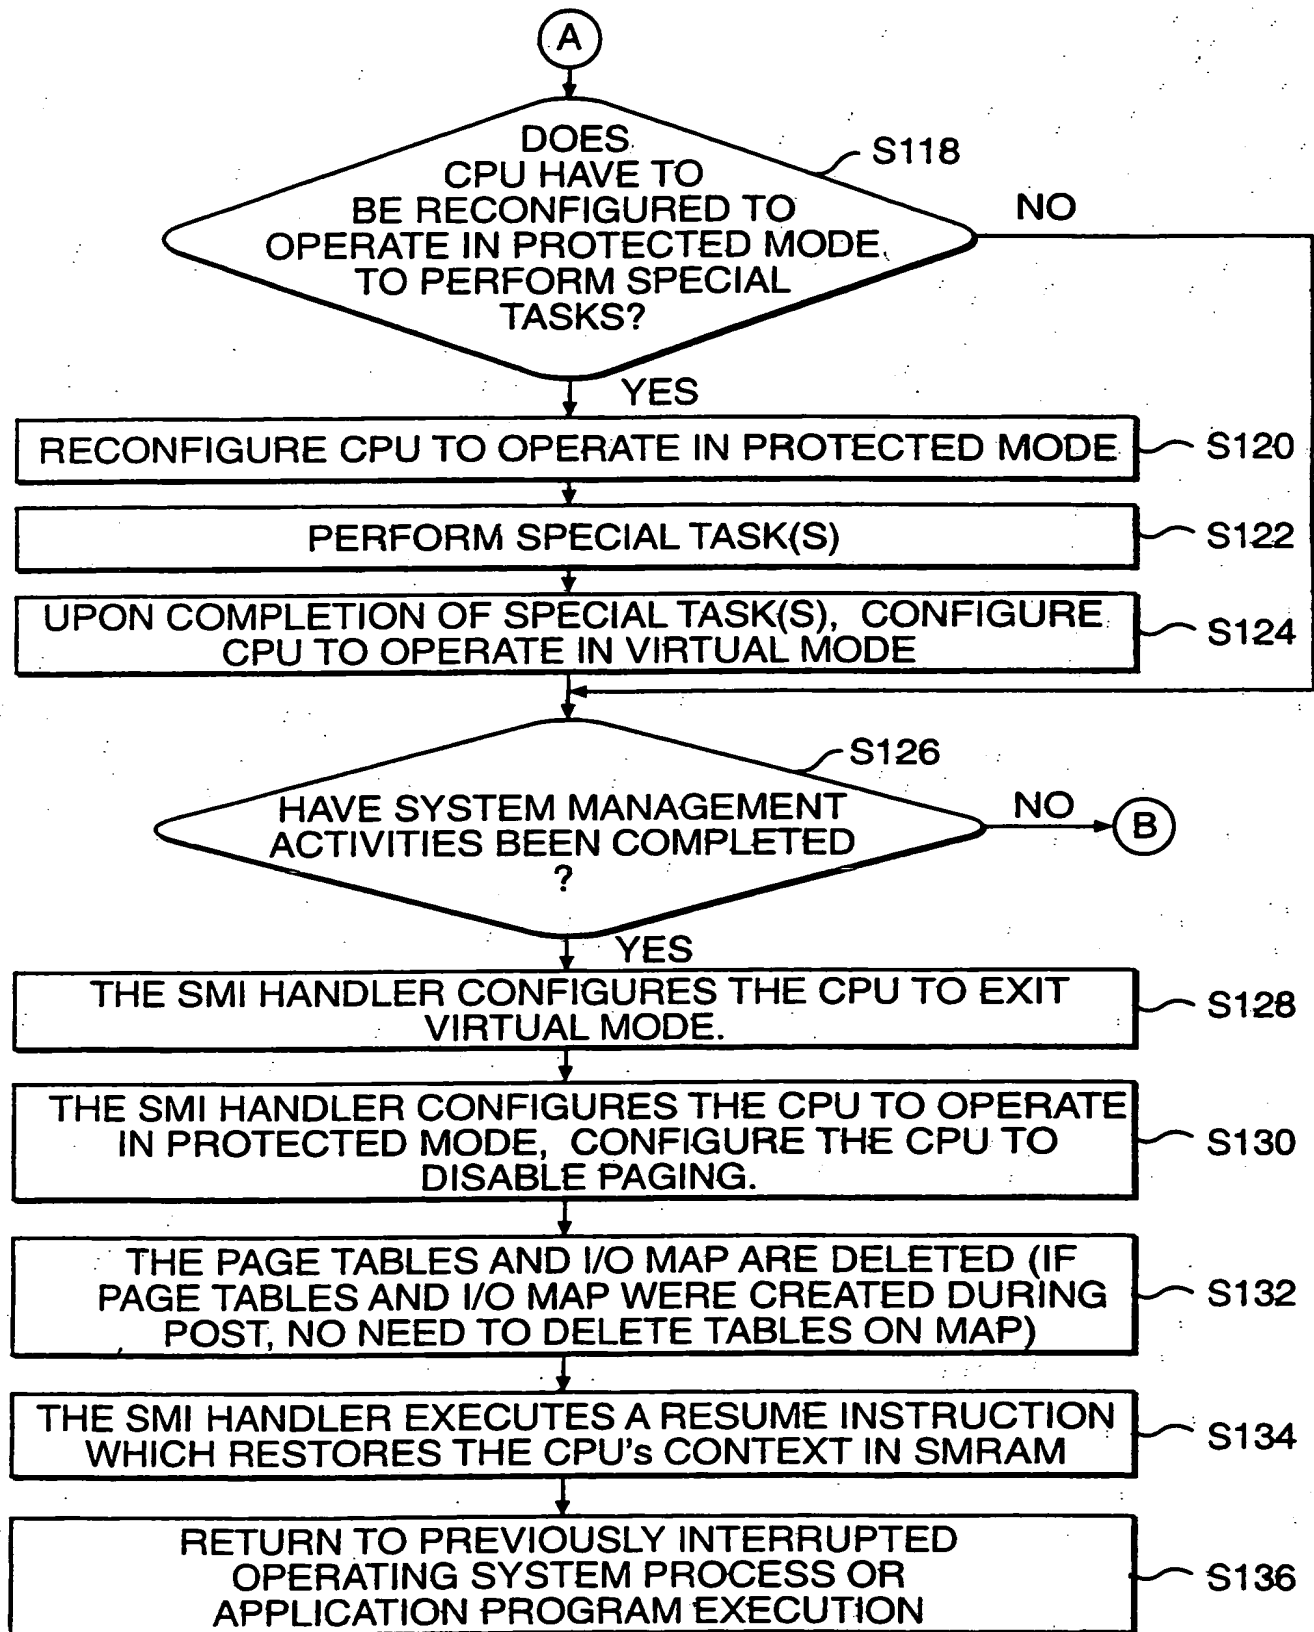 A
DOES
CPU HAVE TO
BE RECONFIGURED TO
OPERATE IN PROTECTED MODE
TO PERFORM SPECIAL
TASKS?
S118
NO
YES
RECONFIGURE CPU TO OPERATE IN PROTECTED MODE
S120
PERFORM SPECIAL TASK(S)
S122
UPON COMPLETION OF SPECIAL TASK(S), CONFIGURE
CPU TO OPERATE IN VIRTUAL MODE
S124
S126
HAVE SYSTEM MANAGEMENT
ACTIVITIES BEEN COMPLETED
?
NO
B
YES
THE SMI HANDLER CONFIGURES THE CPU TO EXIT
VIRTUAL MODE.
S128
THE SMI HANDLER CONFIGURES THE CPU TO OPERATE
IN PROTECTED MODE, CONFIGURE THE CPU TO
DISABLE PAGING.
S130
THE PAGE TABLES AND I/O MAP ARE DELETED (IF
PAGE TABLES AND I/O MAP WERE CREATED DURING
POST, NO NEED TO DELETE TABLES ON MAP)
S132
THE SMI HANDLER EXECUTES A RESUME INSTRUCTION
WHICH RESTORES THE CPU's CONTEXT IN SMRAM
S134
RETURN TO PREVIOUSLY INTERRUPTED
OPERATING SYSTEM PROCESS OR
APPLICATION PROGRAM EXECUTION
S136